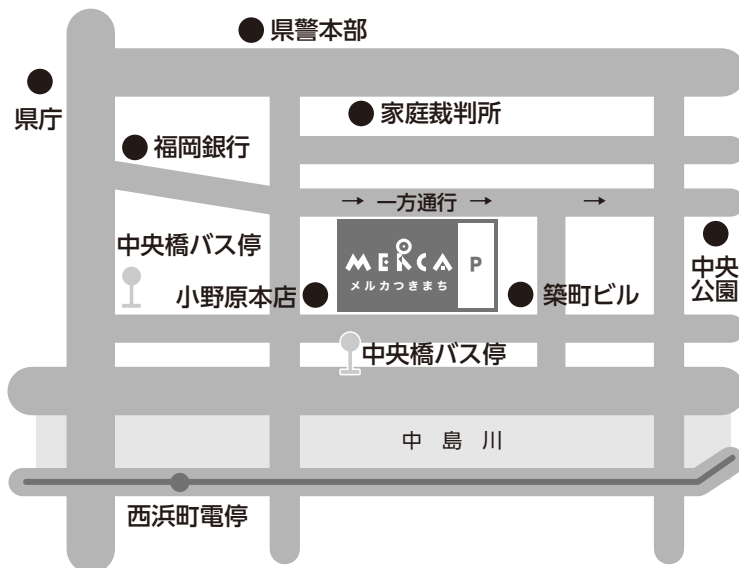 県警本部
県庁
家庭裁判所
福岡銀行
→ 一方通行 → →
中央橋バス停
MERCA
P
メルカつきまち
中央
公園
小野原本店
築町ビル
中央橋バス停
中島川
西浜町電停